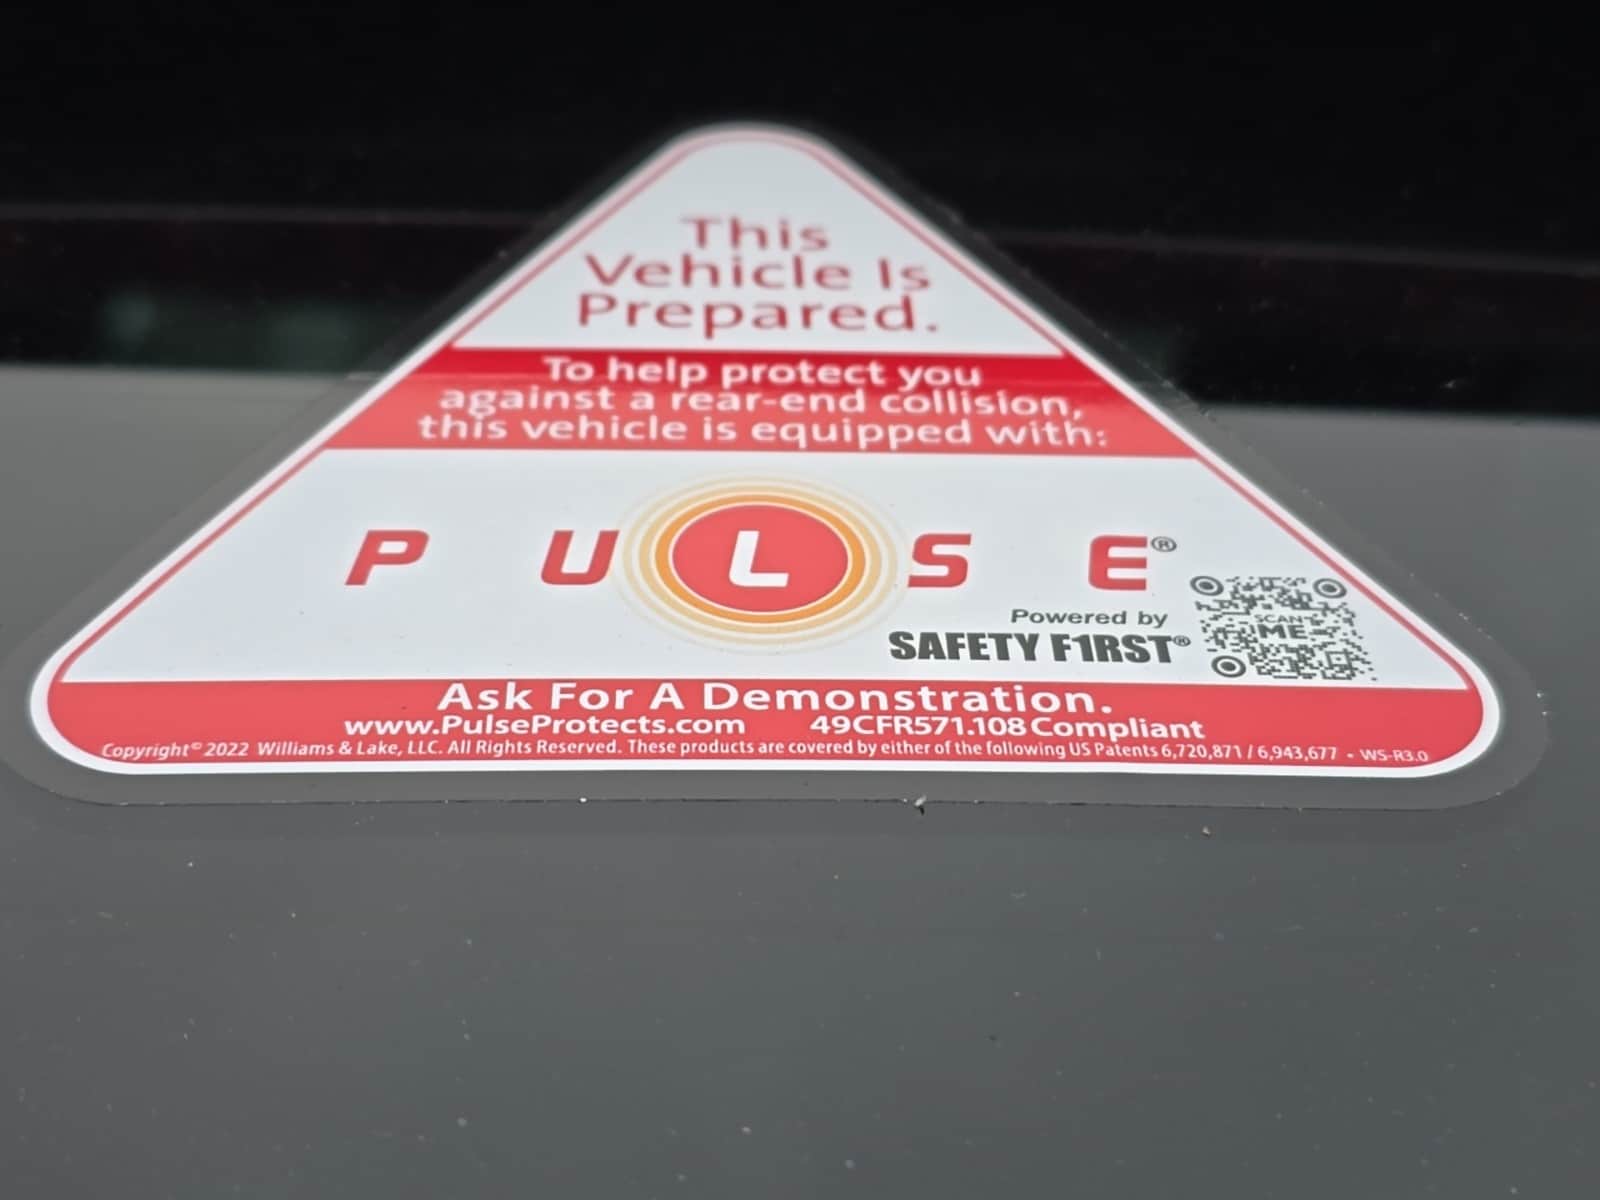 This
Vehicle Is
Prepared.
To help protect you
against a rear-end collision,
this vehicle is equipped with:
PULSE®
Powered by
SAFETY F1RST®
SCAN
ME
Ask For A Demonstration.
www.PulseProtects.com 49CFR571.108 Compliant
Copyright© 2022 Williams & Lake, LLC. All Rights Reserved. These products are covered by either of the following US Patents 6,720,871 / 6,943,677 • WS-R3.0